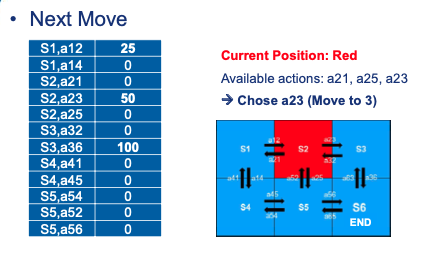 • Next Move
S1,a12 25
S1,a14 0
S2,a21 0
S2,a23 50
S2,a25 0
S3,a32 0
S3,a36 100
S4,a41 0
S4,a45 0
S5,a54 0
S5,a52 0
S5,a56 0
Current Position: Red
Available actions: a21, a25, a23
→ Chose a23 (Move to 3)
a12 a23
S1 S2 S3
a21 a32
a41 a14 a52 a25 a63 a36
a45 a56
S4 S5 S6
a54 a65
END